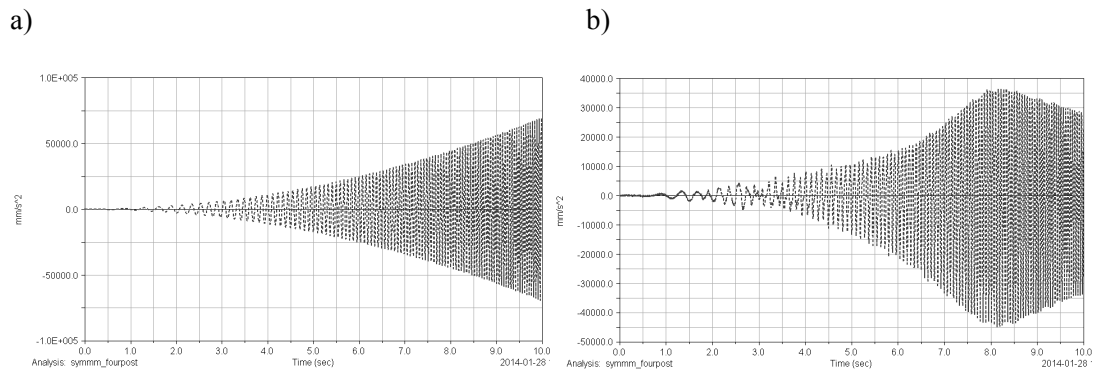 a)
b)
1.0E+005
50000.0
0.0
-50000.0
-1.0E+005
mm/s^2
0.0 1.0 2.0 3.0 4.0 5.0 6.0 7.0 8.0 9.0 10.0
Analysis: symmm_fourpost Time (sec) 2014-01-28
40000.0
30000.0
20000.0
10000.0
0.0
-10000.0
-20000.0
-30000.0
-40000.0
-50000.0
mm/s^2
0.0 1.0 2.0 3.0 4.0 5.0 6.0 7.0 8.0 9.0 10.0
Analysis: symmm_fourpost Time (sec) 2014-01-28